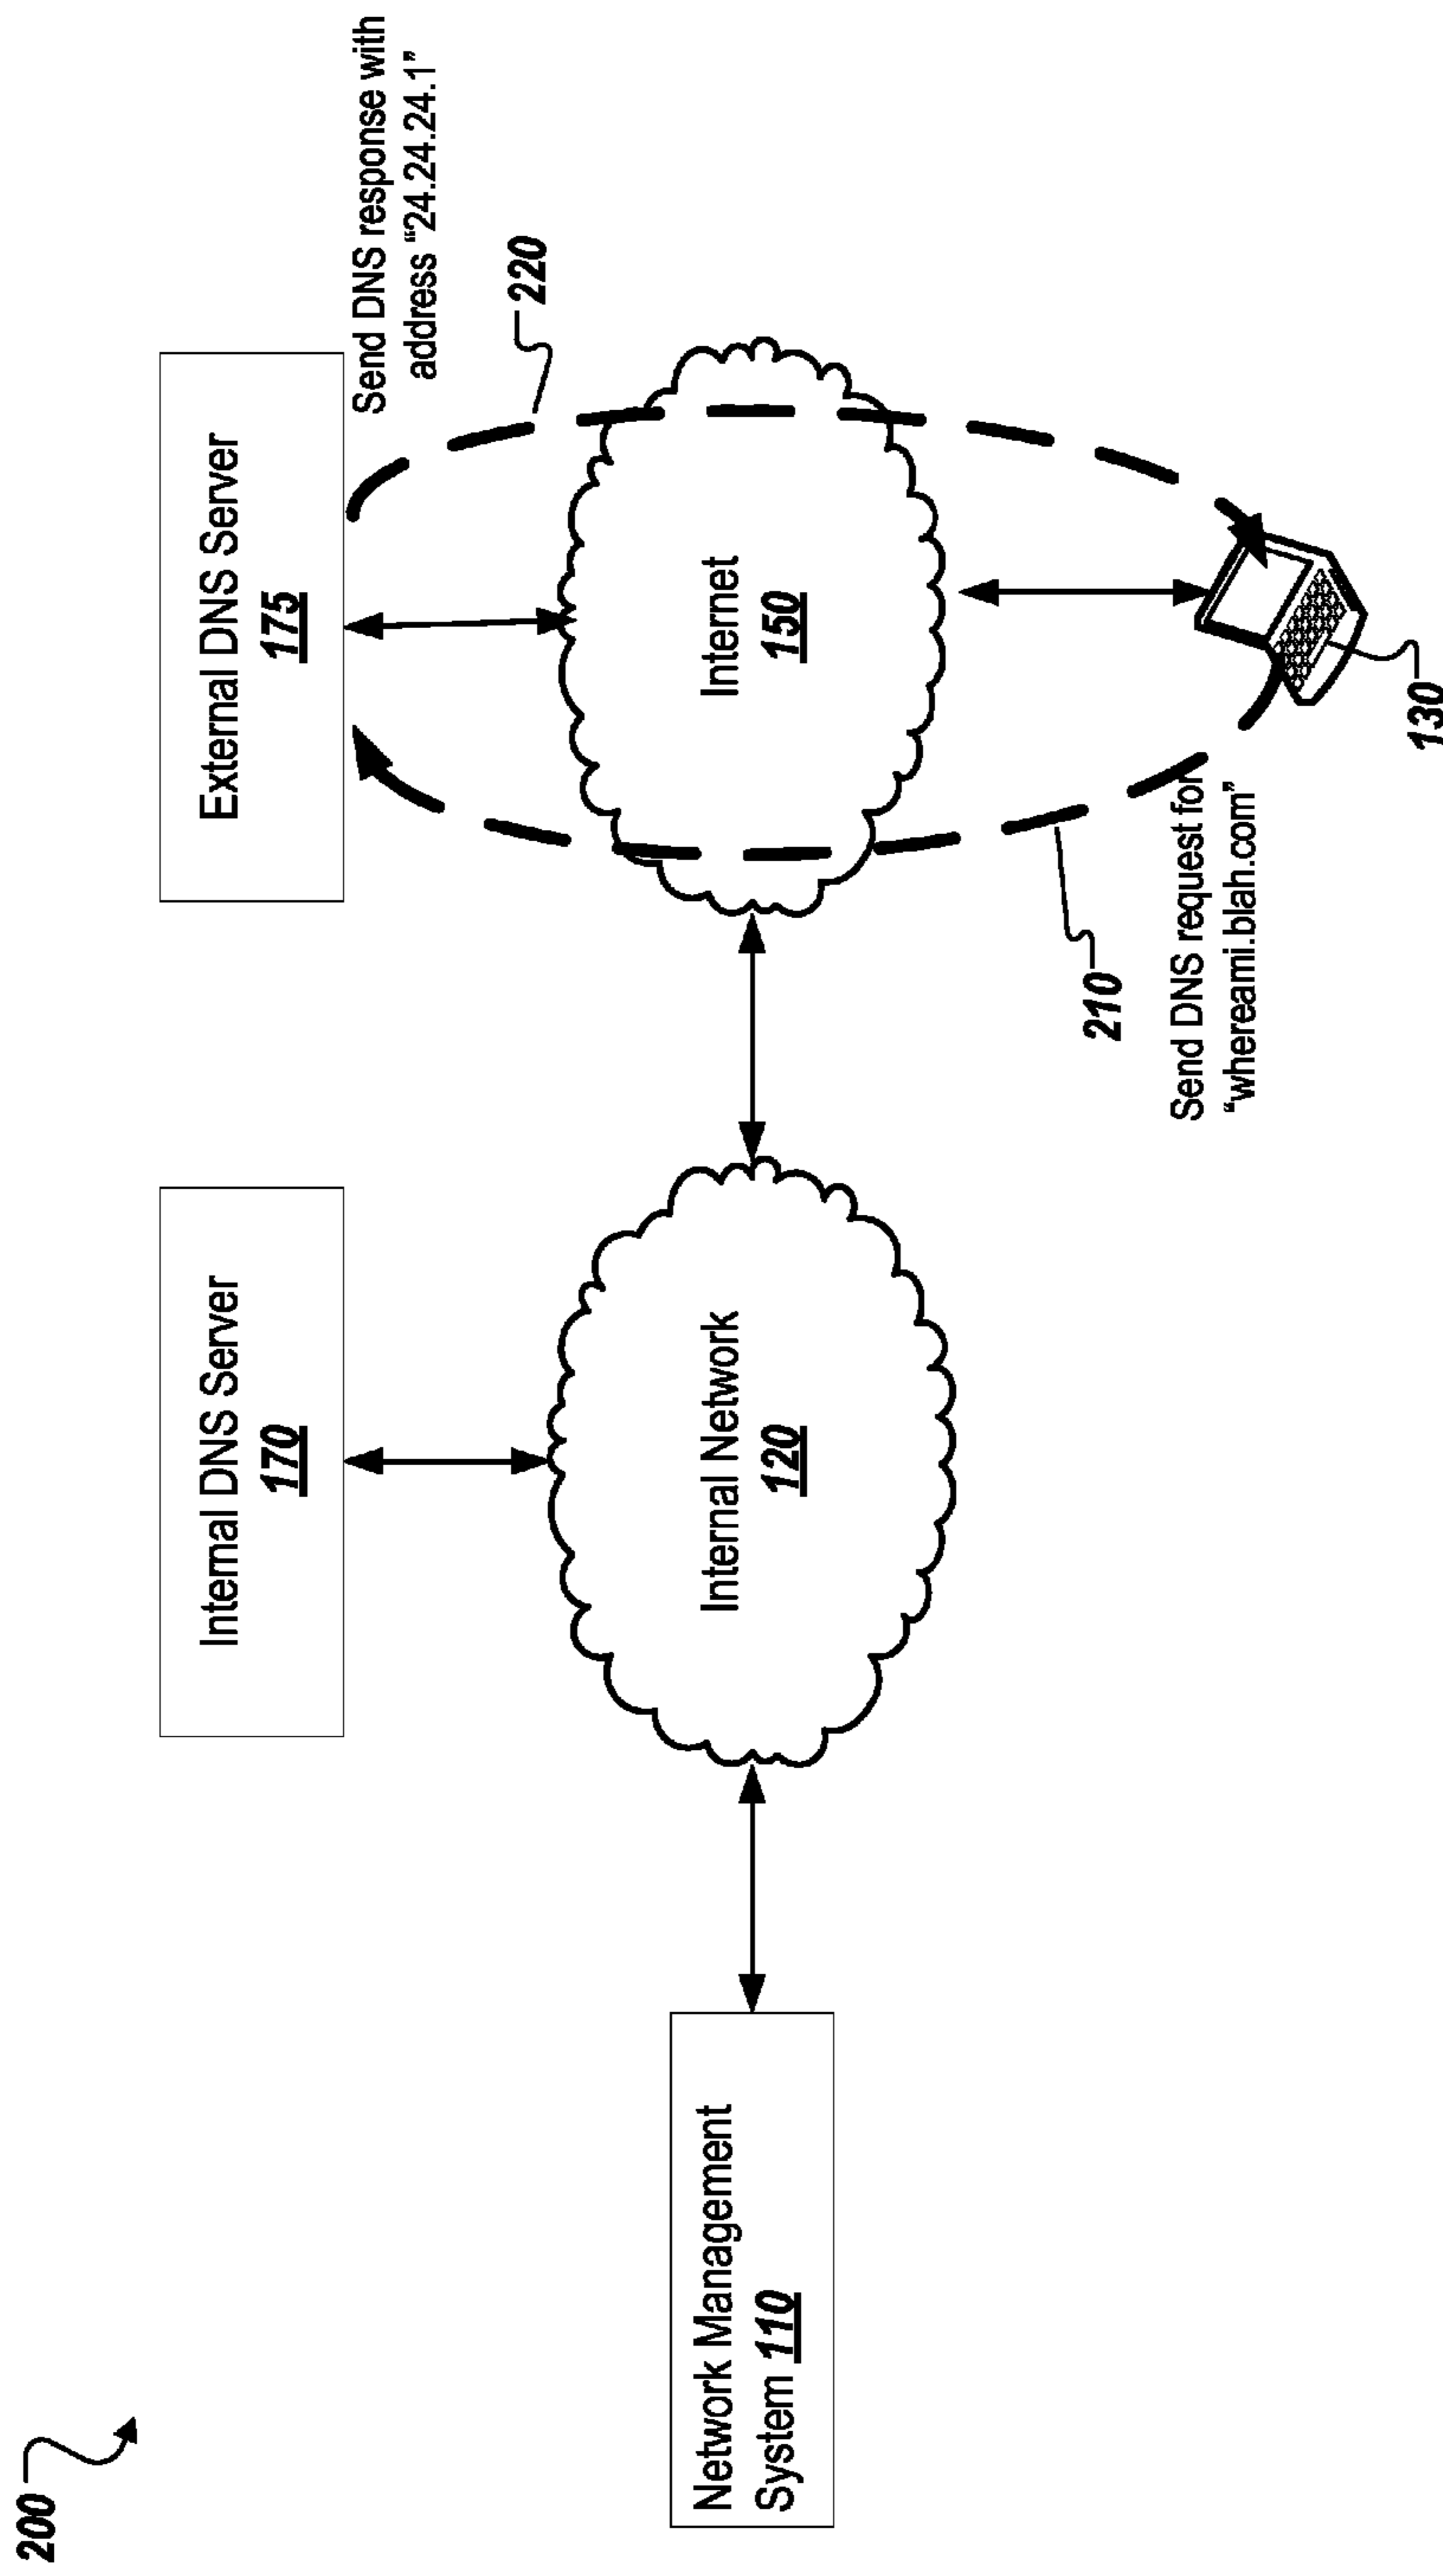 200
Internal DNS Server
170
External DNS Server
175
Send DNS response with
address "24.24.24.1"
220
Network Management
System 110
Internal Network
120
Internet
150
210
Send DNS request for
"whereami.blah.com"
130